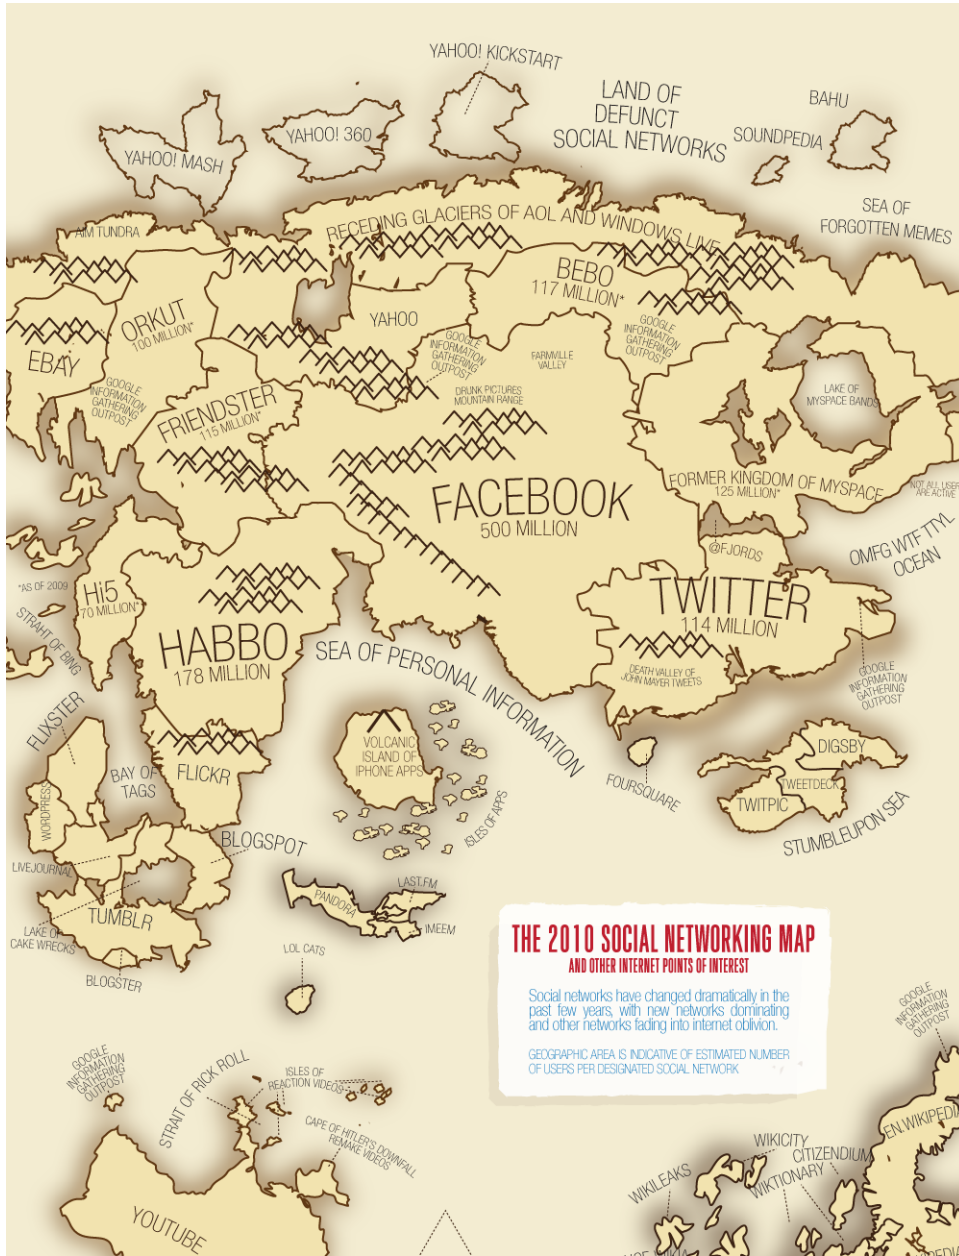 YAHOO! KICKSTART
LAND OF
DEFUNCT
SOCIAL NETWORKS
BAHU
SOUNDPEDIA
YAHOO! 360
YAHOO! MASH
SEA OF
FORGOTTEN MEMES
RECEDING GLACIERS OF AOL AND WINDOWS LIVE
AIM TUNDRA
BEBO
117 MILLION*
ORKUT
100 MILLION*
YAHOO
EBAY
GOOGLE
INFORMATION
GATHERING
OUTPOST
GOOGLE
INFORMATION
GATHERING
OUTPOST
FARMVILLE
VALLEY
GOOGLE
INFORMATION
GATHERING
OUTPOST
DRUNK PICTURES
MOUNTAIN RANGE
LAKE OF
MYSPACE BANDS
FRIENDSTER
115 MILLION*
FACEBOOK
500 MILLION
FORMER KINGDOM OF MYSPACE
125 MILLION*
NOT ALL USERS
ARE ACTIVE
@FJORDS
OMFG WTF TTYL
OCEAN
*AS OF 2009
Hi5
70 MILLION*
TWITTER
114 MILLION
STRAHT OF BING
HABBO
178 MILLION
SEA OF PERSONAL INFORMATION
DEATH VALLEY OF
JOHN MAYER TWEETS
GOOGLE
INFORMATION
GATHERING
OUTPOST
FLIXSTER
VOLCANIC
ISLAND OF
IPHONE APPS
BAY OF
TAGS
FLICKR
DIGSBY
FOURSQUARE
TWEETDECK
TWITPIC
WORDPRESS
ISLES OF APPS
STUMBLEUPON SEA
BLOGSPOT
LIVEJOURNAL
PANDORA
LAST.FM
IMEEM
TUMBLR
LAKE OF
CAKE WRECKS
LOL CATS
BLOGSTER
THE 2010 SOCIAL NETWORKING MAP
AND OTHER INTERNET POINTS OF INTEREST
Social networks have changed dramatically in the
past few years, with new networks dominating
and other networks fading into internet oblivion.
GEOGRAPHIC AREA IS INDICATIVE OF ESTIMATED NUMBER
OF USERS PER DESIGNATED SOCIAL NETWORK
GOOGLE
INFORMATION
GATHERING
OUTPOST
GOOGLE
INFORMATION
GATHERING
OUTPOST
STRAIT OF RICK ROLL
ISLES OF
REACTION VIDEOS
CAPE OF HITLER'S DOWNFALL
REMAKE VIDEOS
EN.WIKIPEDIA
WIKICITY
CITIZENDIUM
WIKTIONARY
WIKILEAKS
YOUTUBE